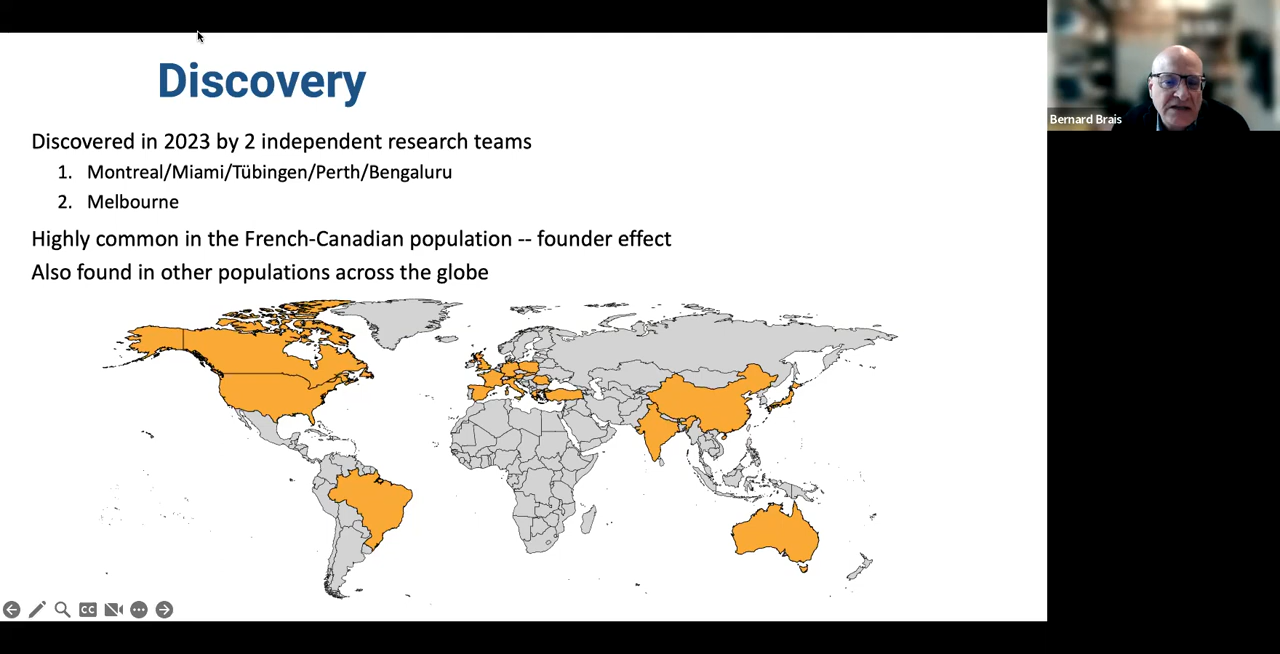 Discovery
Discovered in 2023 by 2 independent research teams
1. Montreal/Miami/Tübingen/Perth/Bengaluru
2. Melbourne
Highly common in the French-Canadian population -- founder effect
Also found in other populations across the globe
Bernard Brais
CC